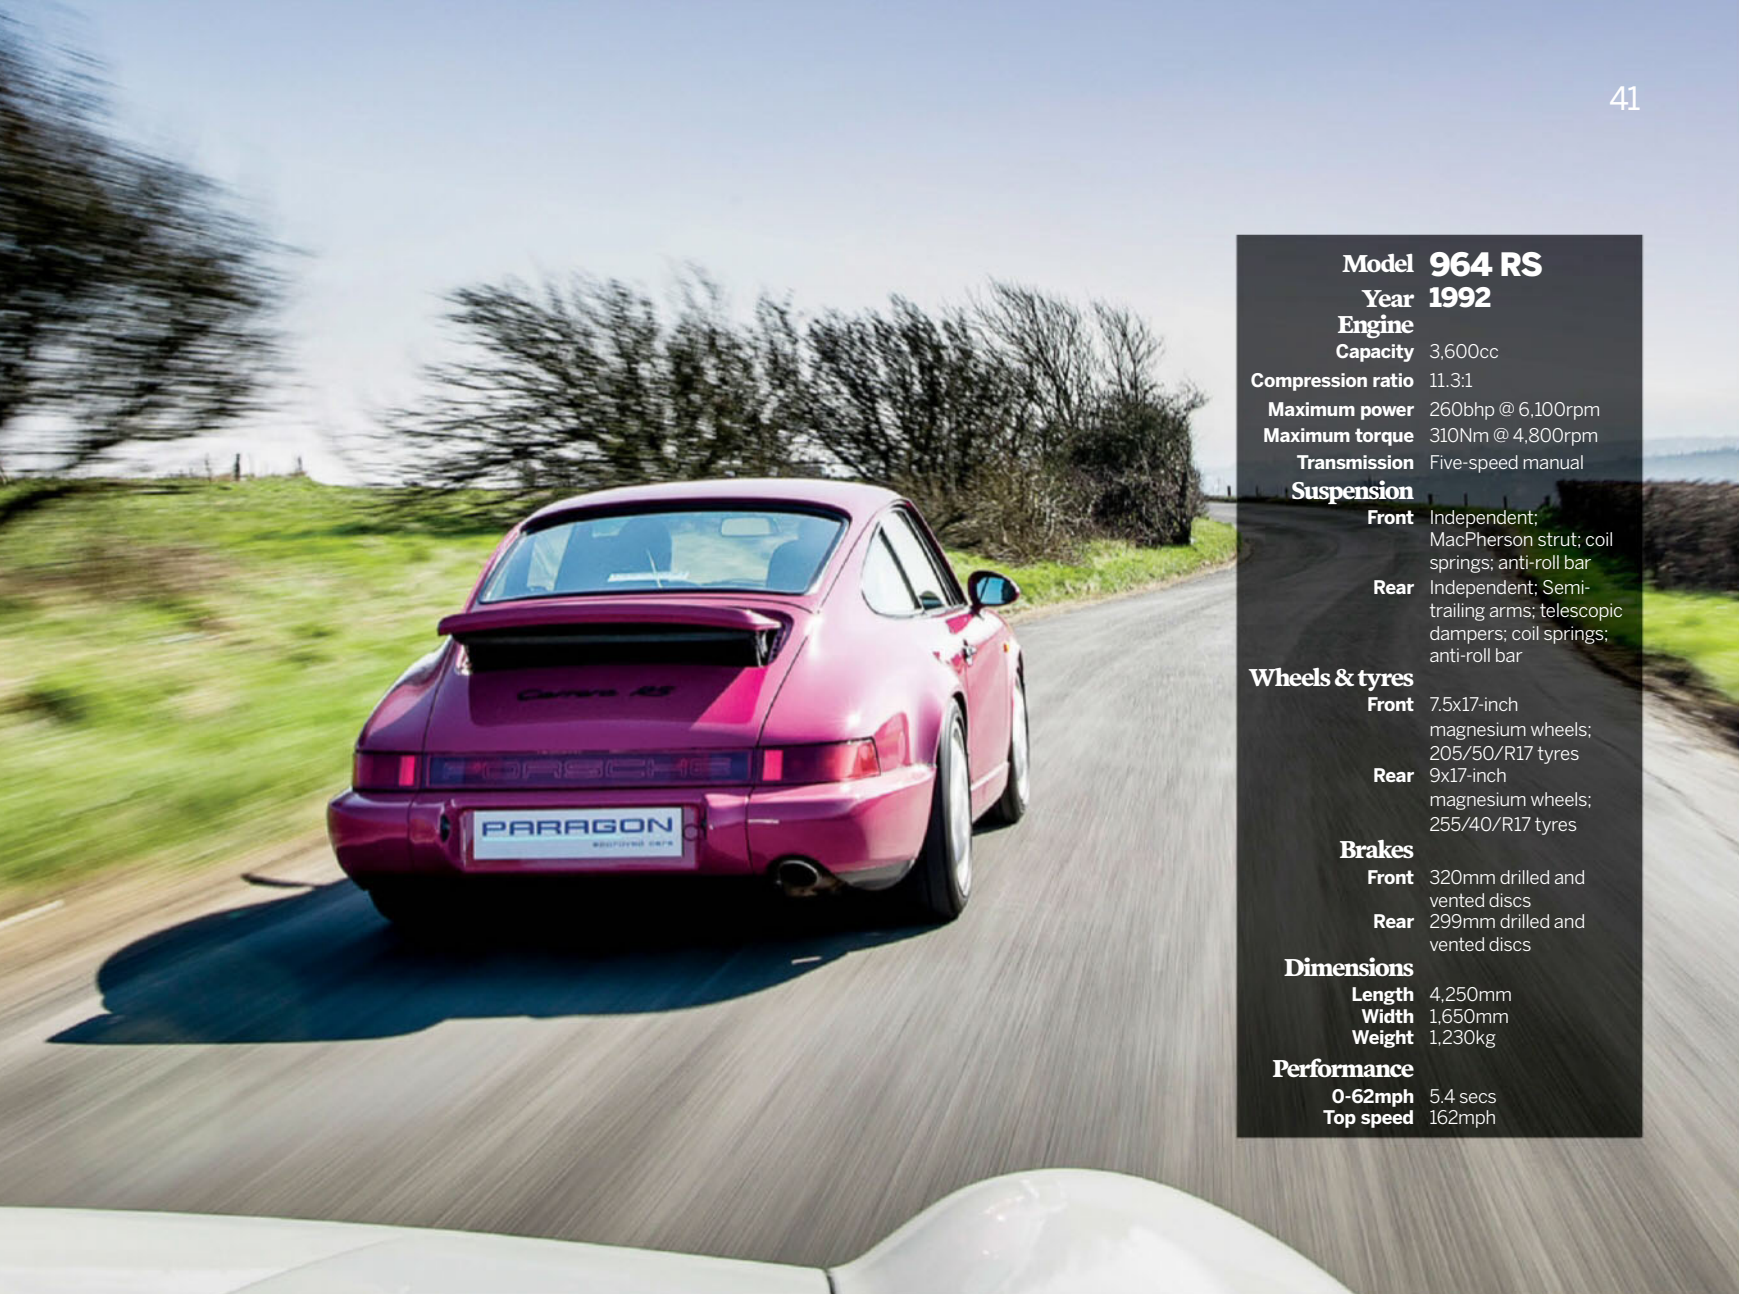 41
Model 964 RS
Year 1992
Engine
Capacity 3,600cc
Compression ratio 11.3:1
Maximum power 260bhp @ 6,100rpm
Maximum torque 310Nm @ 4,800rpm
Transmission Five-speed manual
Suspension
Front Independent;
MacPherson strut; coil
springs; anti-roll bar
Rear Independent; Semi-
trailing arms; telescopic
dampers; coil springs;
anti-roll bar
Wheels & tyres
Front 7.5x17-inch
magnesium wheels;
205/50/R17 tyres
Rear 9x17-inch
magnesium wheels;
255/40/R17 tyres
Brakes
Front 320mm drilled and
vented discs
Rear 299mm drilled and
vented discs
Dimensions
Length 4,250mm
Width 1,650mm
Weight 1,230kg
Performance
0-62mph 5.4 secs
Top speed 162mph
Carrera RS
PORSCHE
PARAGON
approved cars